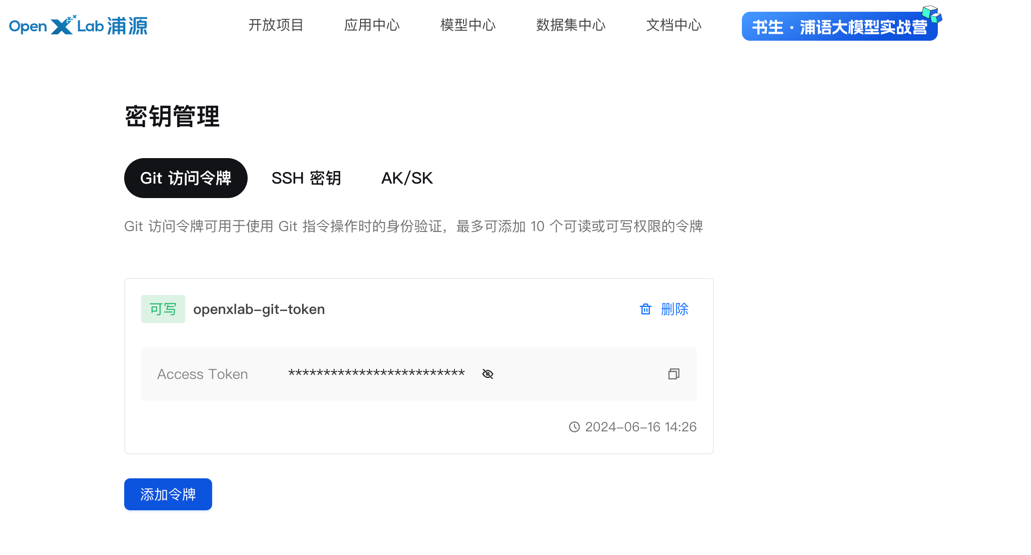 OpenXLab 浦源
开放项目 应用中心 模型中心 数据集中心 文档中心 书生·浦语大模型实战营
密钥管理
Git 访问令牌 SSH 密钥 AK/SK
Git 访问令牌可用于使用 Git 指令操作时的身份验证，最多可添加 10 个可读或可写权限的令牌
可写 openxlab-git-token 删除
Access Token *************************
2024-06-16 14:26
添加令牌